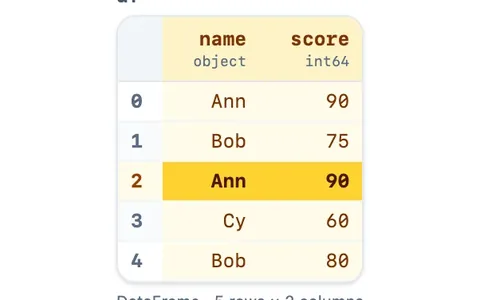 name score
object int64
0 Ann 90
1 Bob 75
2 Ann 90
3 Cy 60
4 Bob 80